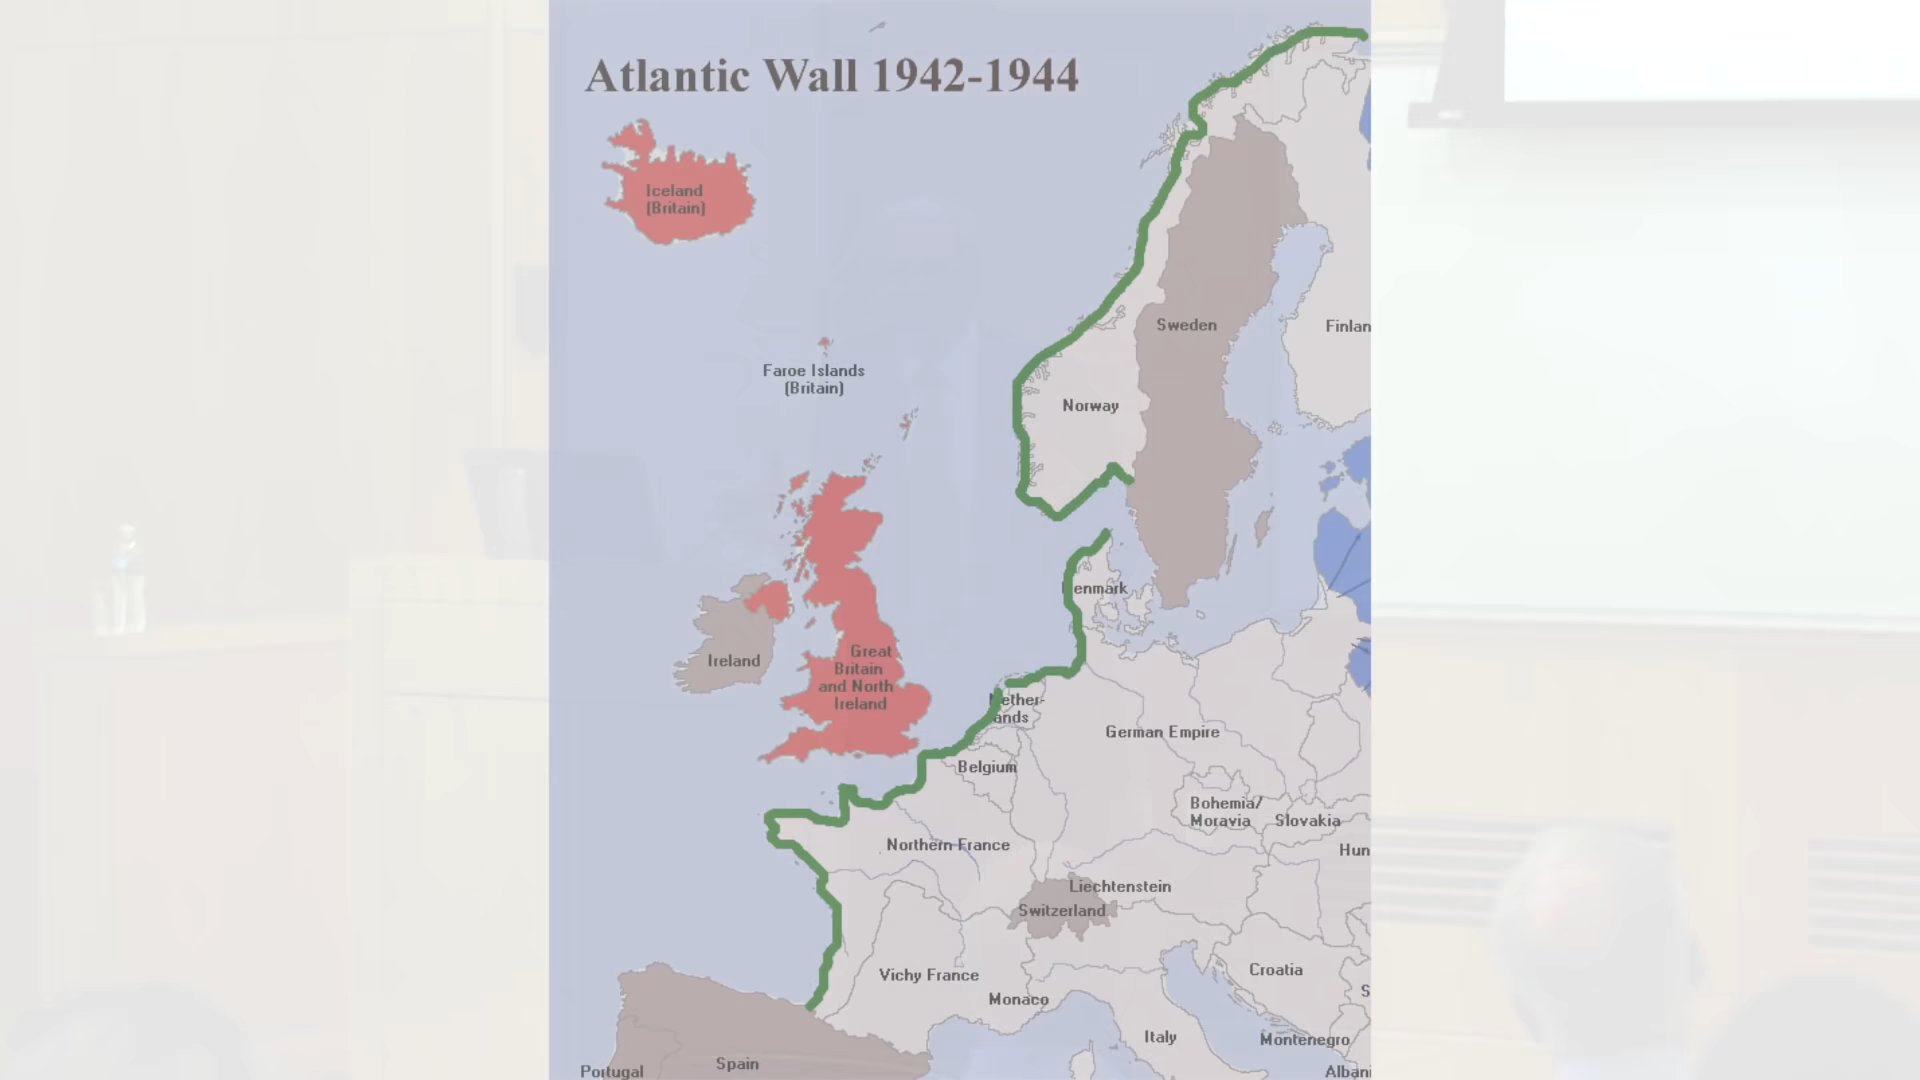 Atlantic Wall 1942-1944
Iceland
(Britain)
Sweden
Finlan
Faroe Islands
(Britain)
Norway
enmark
Ireland
Great
Britain
and North
Ireland
ether-
ands
German Empire
Belgium
Bohemia/
Moravia
Slovakia
Northern France
Hun
Liechtenstein
Switzerland
Vichy France
Croatia
Monaco
S
Italy
Montenegro
Spain
Portugal
Albani